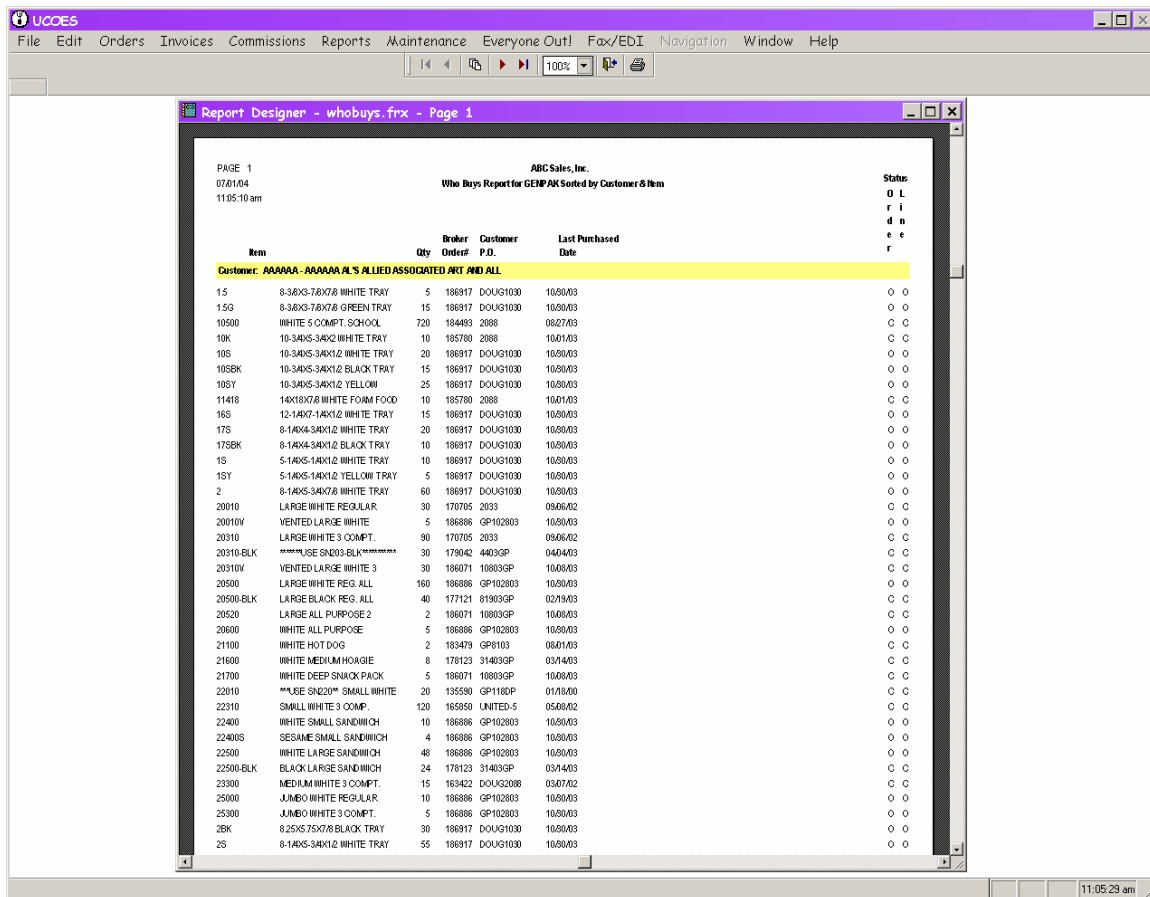 UCOES
File Edit Orders Invoices Commissions Reports Maintenance Everyone Out! Fax/EDI Navigation Window Help
100%
Report Designer - whobuys.frx - Page 1
PAGE 1 ABC Sales, Inc.
07/01/04 Who Buys Report for GENPAK Sorted by Customer & Item Status
11:05:10 am
Order Line
Broker Customer Last Purchased
Item Qty Order# P.O. Date
Customer: AAAAAA - AAAAAA AL'S ALLIED ASSOCIATED ART AND ALL
1.5 8-3/8X3-7/8X7/8 WHITE TRAY 5 186917 DOUG1030 10/30/03 O O
1.5G 8-3/8X3-7/8X7/8 GREEN TRAY 15 186917 DOUG1030 10/30/03 O O
10500 WHITE 5 COMPT. SCHOOL 720 184493 2088 08/27/03 C C
10K 10-3/4X5-3/4X2 WHITE TRAY 10 185780 2088 10/01/03 C C
10S 10-3/4X5-3/4X1/2 WHITE TRAY 20 186917 DOUG1030 10/30/03 O O
10SBK 10-3/4X5-3/4X1/2 BLACK TRAY 15 186917 DOUG1030 10/30/03 O O
10SY 10-3/4X5-3/4X1/2 YELLOW 25 186917 DOUG1030 10/30/03 O O
11418 14X18X7/8 WHITE FOAM FOOD 10 185780 2088 10/01/03 C C
16S 12-1/4X7-1/4X1/2 WHITE TRAY 15 186917 DOUG1030 10/30/03 O O
17S 8-1/4X4-3/4X1/2 WHITE TRAY 20 186917 DOUG1030 10/30/03 O O
17SBK 8-1/4X4-3/4X1/2 BLACK TRAY 10 186917 DOUG1030 10/30/03 O O
1S 5-1/4X5-1/4X1/2 WHITE TRAY 10 186917 DOUG1030 10/30/03 O O
1SY 5-1/4X5-1/4X1/2 YELLOW TRAY 5 186917 DOUG1030 10/30/03 O O
2 8-1/4X5-3/4X7/8 WHITE TRAY 60 186917 DOUG1030 10/30/03 O O
20010 LARGE WHITE REGULAR 30 170705 2033 09/06/02 C C
20010V VENTED LARGE WHITE 5 186886 GP102803 10/30/03 O O
20310 LARGE WHITE 3 COMPT. 90 170705 2033 09/06/02 C C
20310-BLK ******USE SN203-BLK********** 30 179042 4403GP 04/04/03 C C
20310V VENTED LARGE WHITE 3 30 186071 10803GP 10/08/03 C C
20500 LARGE WHITE REG. ALL 160 186886 GP102803 10/30/03 O O
20500-BLK LARGE BLACK REG. ALL 40 177121 81903GP 02/19/03 C C
20520 LARGE ALL PURPOSE 2 2 186071 10803GP 10/08/03 C C
20600 WHITE ALL PURPOSE 5 186886 GP102803 10/30/03 O O
21100 WHITE HOT DOG 2 183479 GP8103 08/01/03 C C
21600 WHITE MEDIUM HOAGIE 8 178123 31403GP 03/14/03 C C
21700 WHITE DEEP SNACK PACK 5 186071 10803GP 10/08/03 C C
22010 ***USE SN220** SMALL WHITE 20 135590 GP118DP 01/18/00 C C
22310 SMALL WHITE 3 COMP. 120 165850 UNITED-5 05/08/02 C C
22400 WHITE SMALL SANDWICH 10 186886 GP102803 10/30/03 O O
22400S SESAME SMALL SANDWICH 4 186886 GP102803 10/30/03 O O
22500 WHITE LARGE SANDWICH 48 186886 GP102803 10/30/03 O O
22500-BLK BLACK LARGE SANDWICH 24 178123 31403GP 03/14/03 C C
23300 MEDIUM WHITE 3 COMPT. 15 163422 DOUG2088 03/07/02 C C
25000 JUMBO WHITE REGULAR 10 186886 GP102803 10/30/03 O O
25300 JUMBO WHITE 3 COMPT. 5 186886 GP102803 10/30/03 O O
2BK 8.25X5.75X7/8 BLACK TRAY 30 186917 DOUG1030 10/30/03 O O
2S 8-1/4X5-3/4X1/2 WHITE TRAY 55 186917 DOUG1030 10/30/03 O O
11:05:29 am